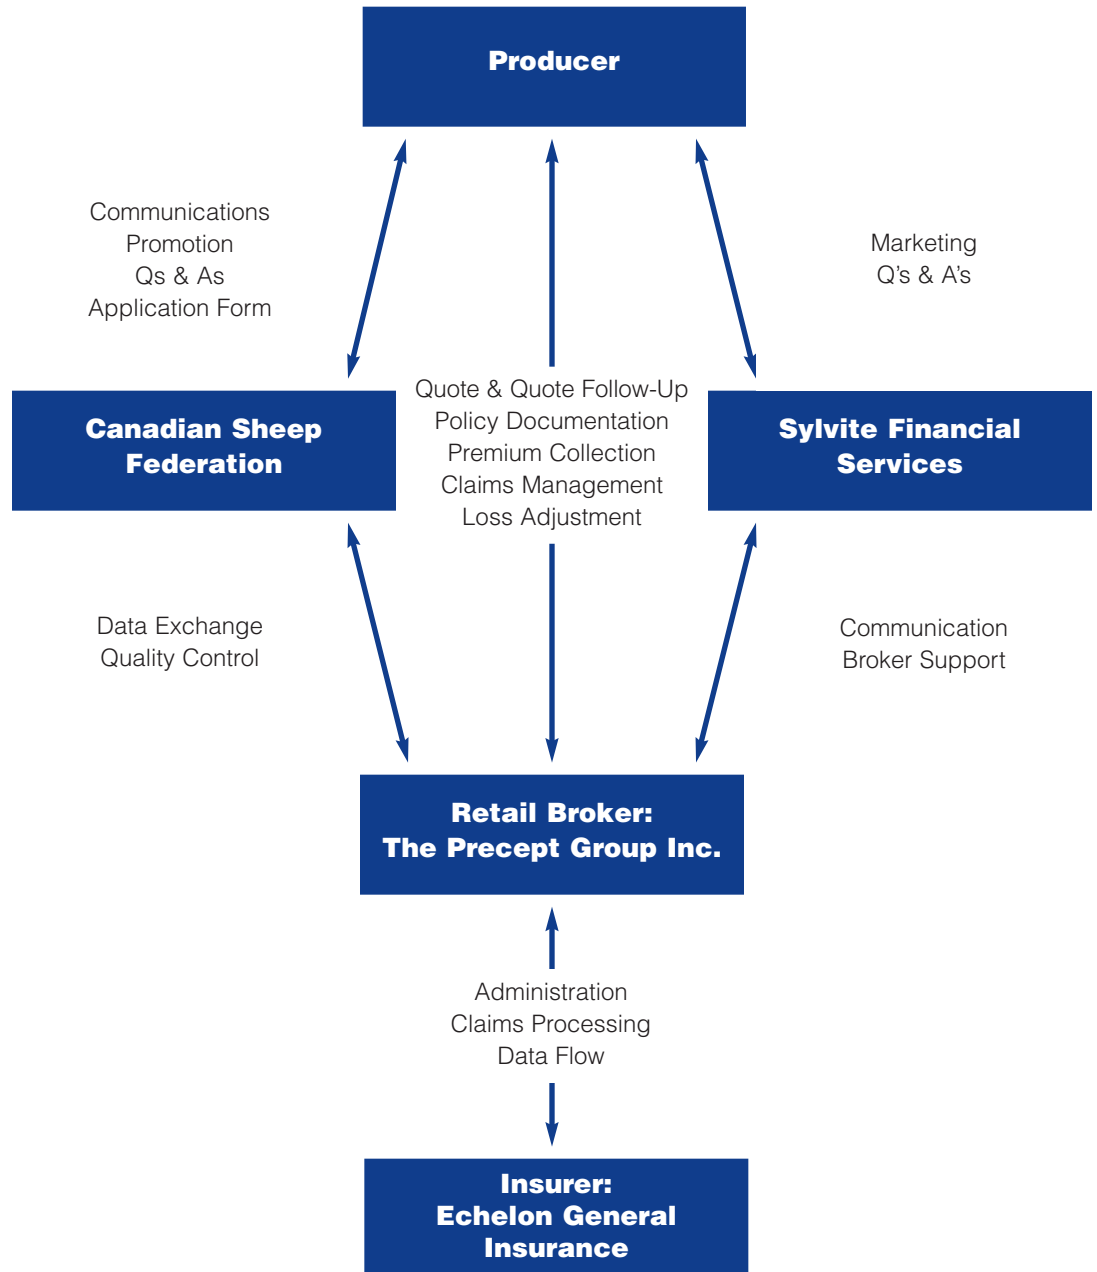 Producer
Communications
Promotion
Qs & As
Application Form
Marketing
Q's & A's
Quote & Quote Follow-Up
Policy Documentation
Premium Collection
Claims Management
Loss Adjustment
Canadian Sheep
Federation
Sylvite Financial
Services
Data Exchange
Quality Control
Communication
Broker Support
Retail Broker:
The Precept Group Inc.
Administration
Claims Processing
Data Flow
Insurer:
Echelon General
Insurance